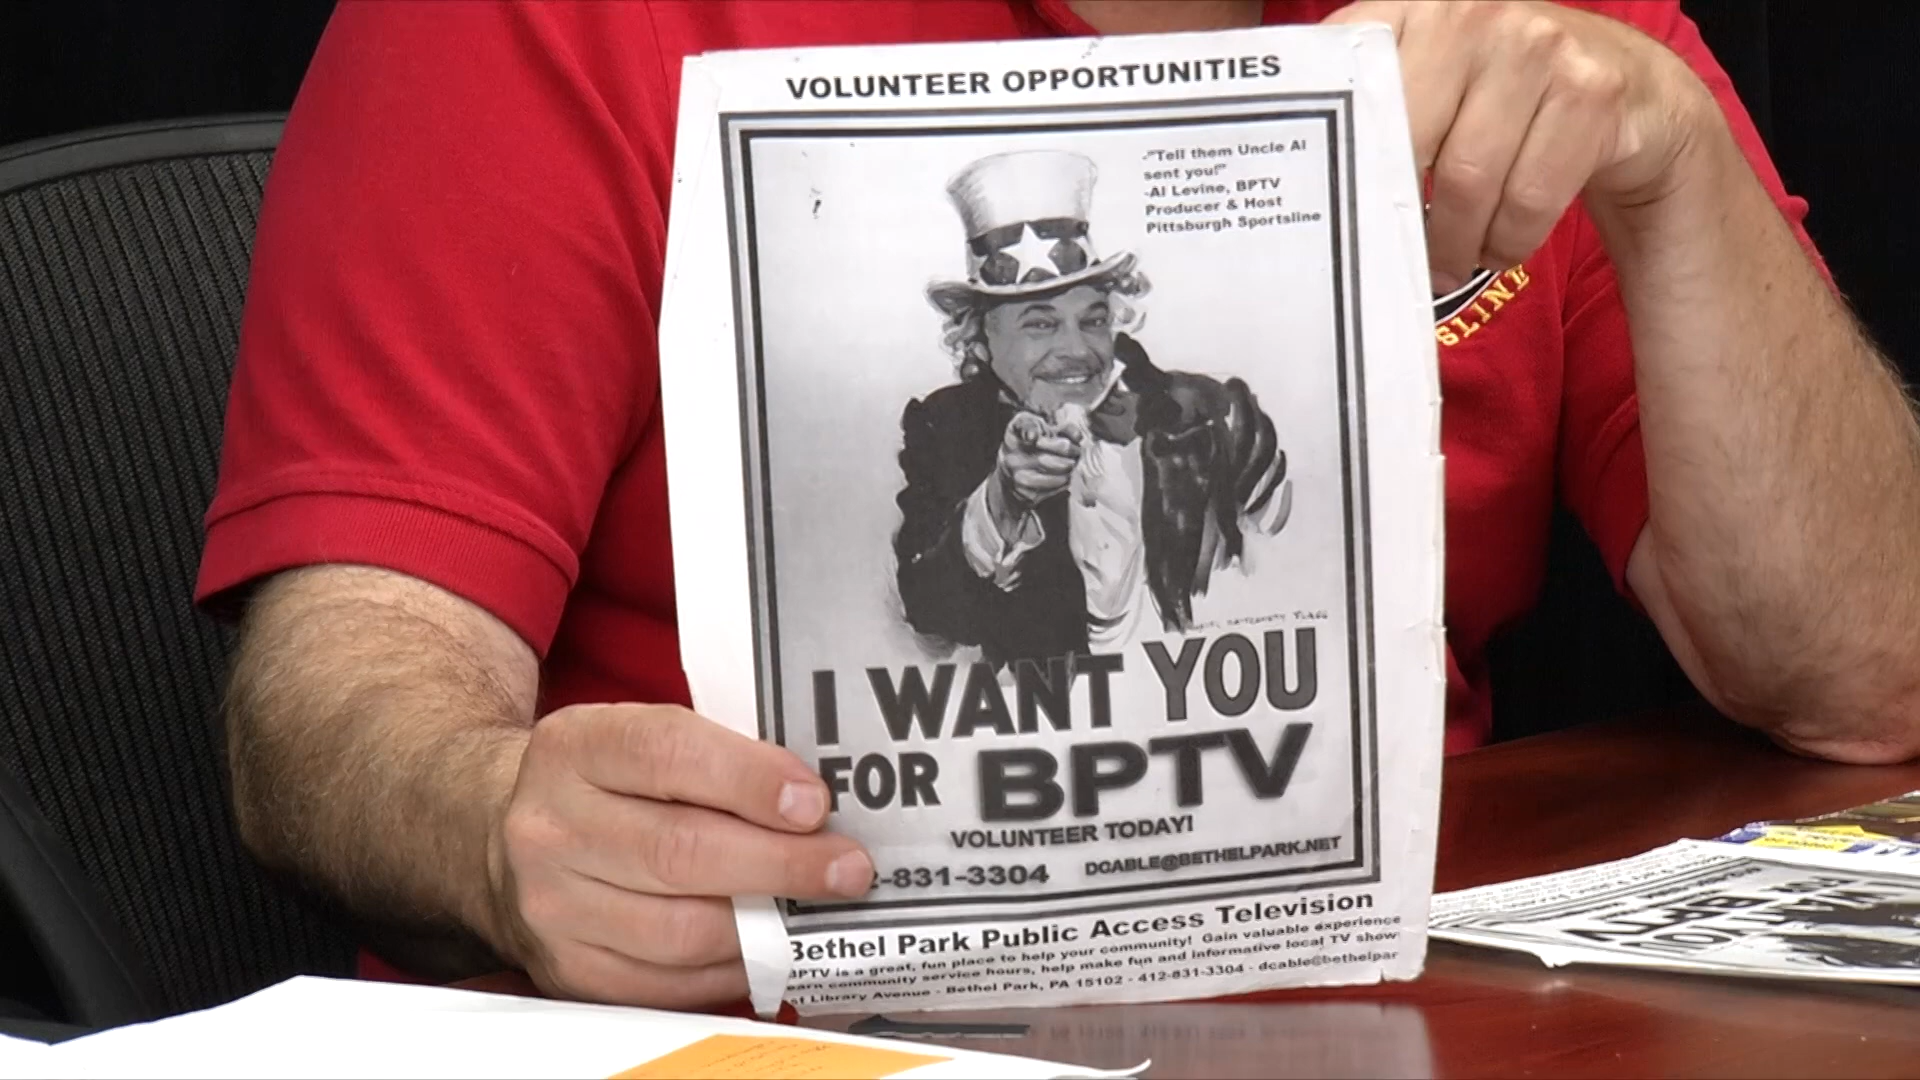 VOLUNTEER OPPORTUNITIES
-"Tell them Uncle Al
sent you!"
-Al Levine, BPTV
Producer & Host
Pittsburgh Sportsline
SLINE
I WANT YOU
FOR BPTV
VOLUNTEER TODAY!
2-831-3304 DCABLE@BETHELPARK.NET
Bethel Park Public Access Television
BPTV is a great, fun place to help your community! Gain valuable experience
earn community service hours, help make fun and informative local TV show
st Library Avenue - Bethel Park, PA 15102 - 412-831-3304 - dcable@bethelpar